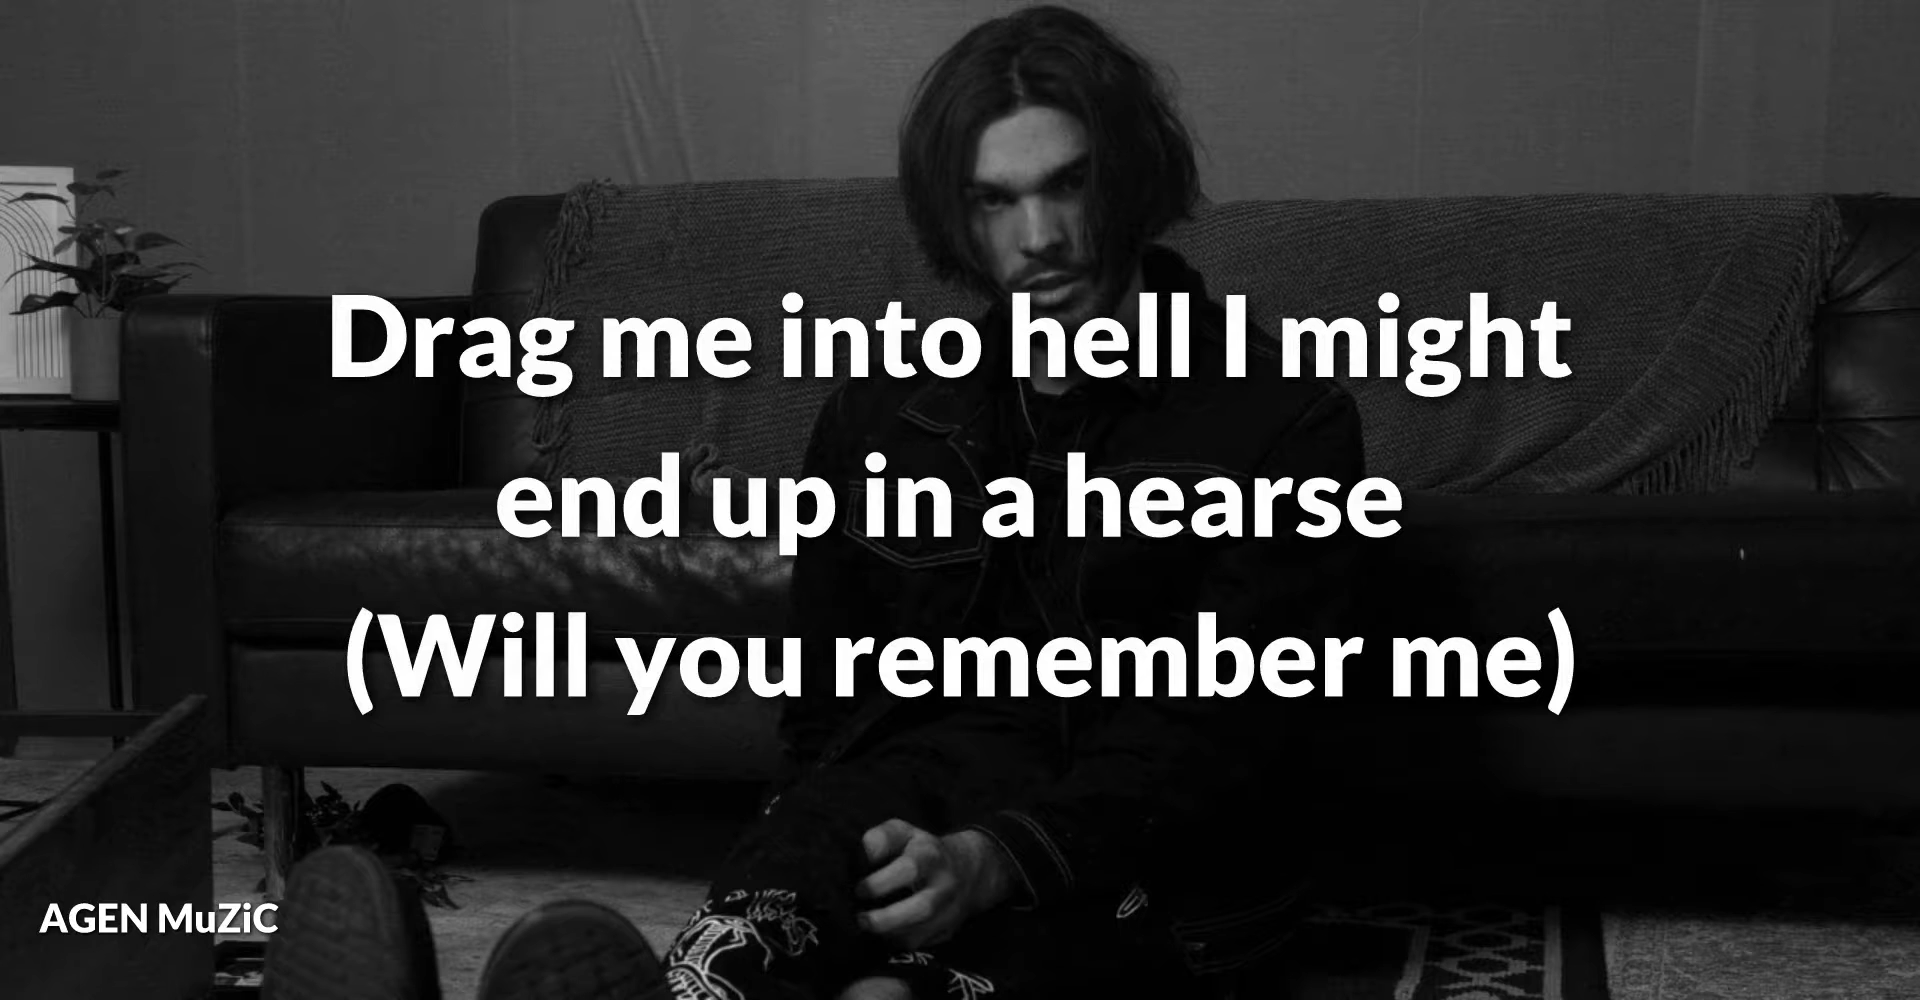 Drag me into hell I might
end up in a hearse
(Will you remember me)
AGEN MuZiC